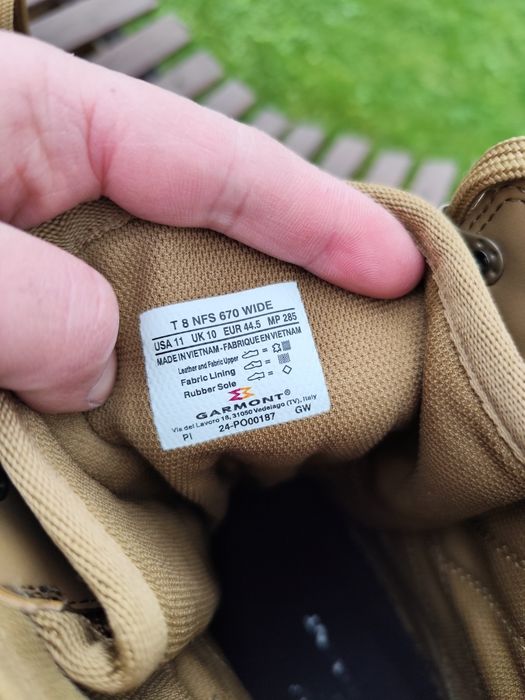 T 8 NFS 670 WIDE
USA 11 UK 10 EUR 44.5 MP 285
MADE IN VIETNAM - FABRIQUE EN VIETNAM
Leather and Fabric Upper
Fabric Lining
Rubber Sole
GARMONT®
Via del Lavoro 18, 31050 Vedelago (TV), Italy
PI 24-PO00187 GW